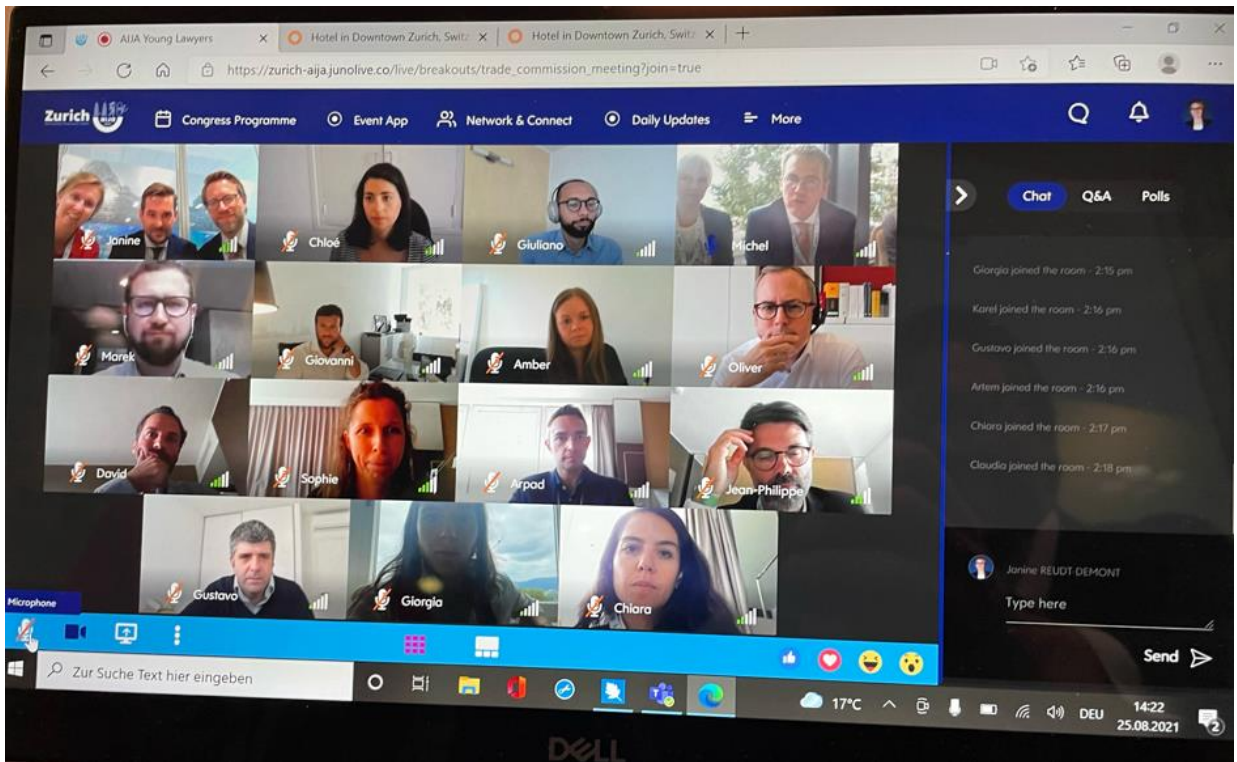 AIJA Young Lawyers
Hotel in Downtown Zurich, Switz
Hotel in Downtown Zurich, Switz
https://zurich-aija.junolive.co/live/breakouts/trade_commission_meeting?join=true
Zurich
Congress Programme
Event App
Network & Connect
Daily Updates
More
Chat Q&A Polls
Janine
Chloé
Giuliano
Michel
Marek
Giovanni
Amber
Oliver
David
Sophie
Arpad
Jean-Philippe
Gustavo
Giorgia
Chiara
Giorgia joined the room - 2:15 pm
Karel joined the room - 2:16 pm
Gustavo joined the room - 2:16 pm
Artem joined the room - 2:16 pm
Chiara joined the room - 2:17 pm
Claudia joined the room - 2:18 pm
Janine REUDT-DEMONT
Type here
Send
Microphone
Zur Suche Text hier eingeben
17°C
DEU
14:22
25.08.2021
2
DELL